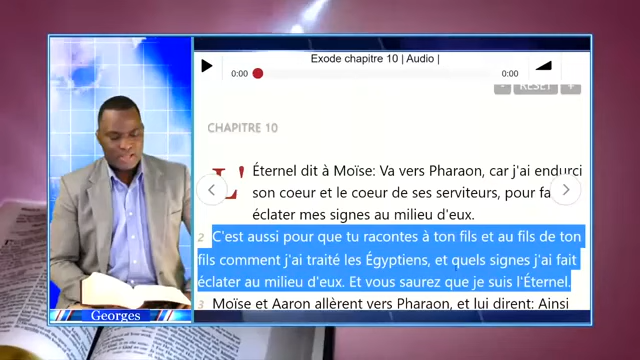 Exode chapitre 10 | Audio |
0:00
0:00
- RESET +
CHAPITRE 10
L'Éternel dit à Moïse: Va vers Pharaon, car j'ai endurci
son coeur et le coeur de ses serviteurs, pour fa
éclater mes signes au milieu d'eux.
2 C'est aussi pour que tu racontes à ton fils et au fils de ton
fils comment j'ai traité les Égyptiens, et quels signes j'ai fait
éclater au milieu d'eux. Et vous saurez que je suis l'Éternel.
3 Moïse et Aaron allèrent vers Pharaon, et lui dirent: Ainsi
Georges